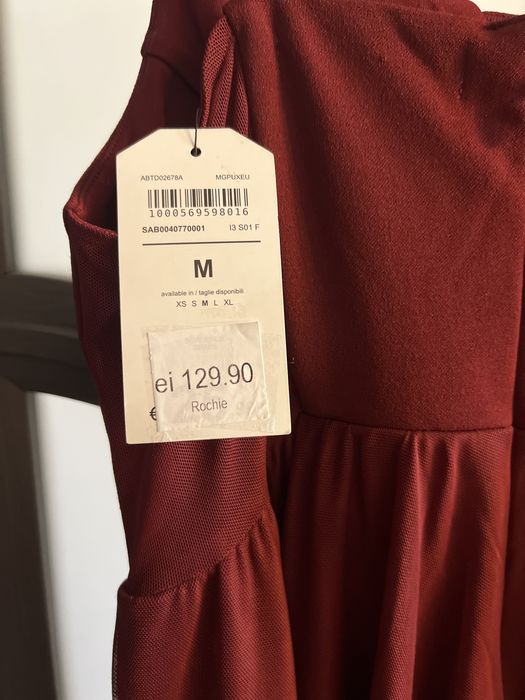 ABTD02678A MGPUXEU
1000569598016
SAB0040770001 I3 S01 F
M
available in / taglie disponibili
XS S M L XL
ei 129.90
€ Rochie